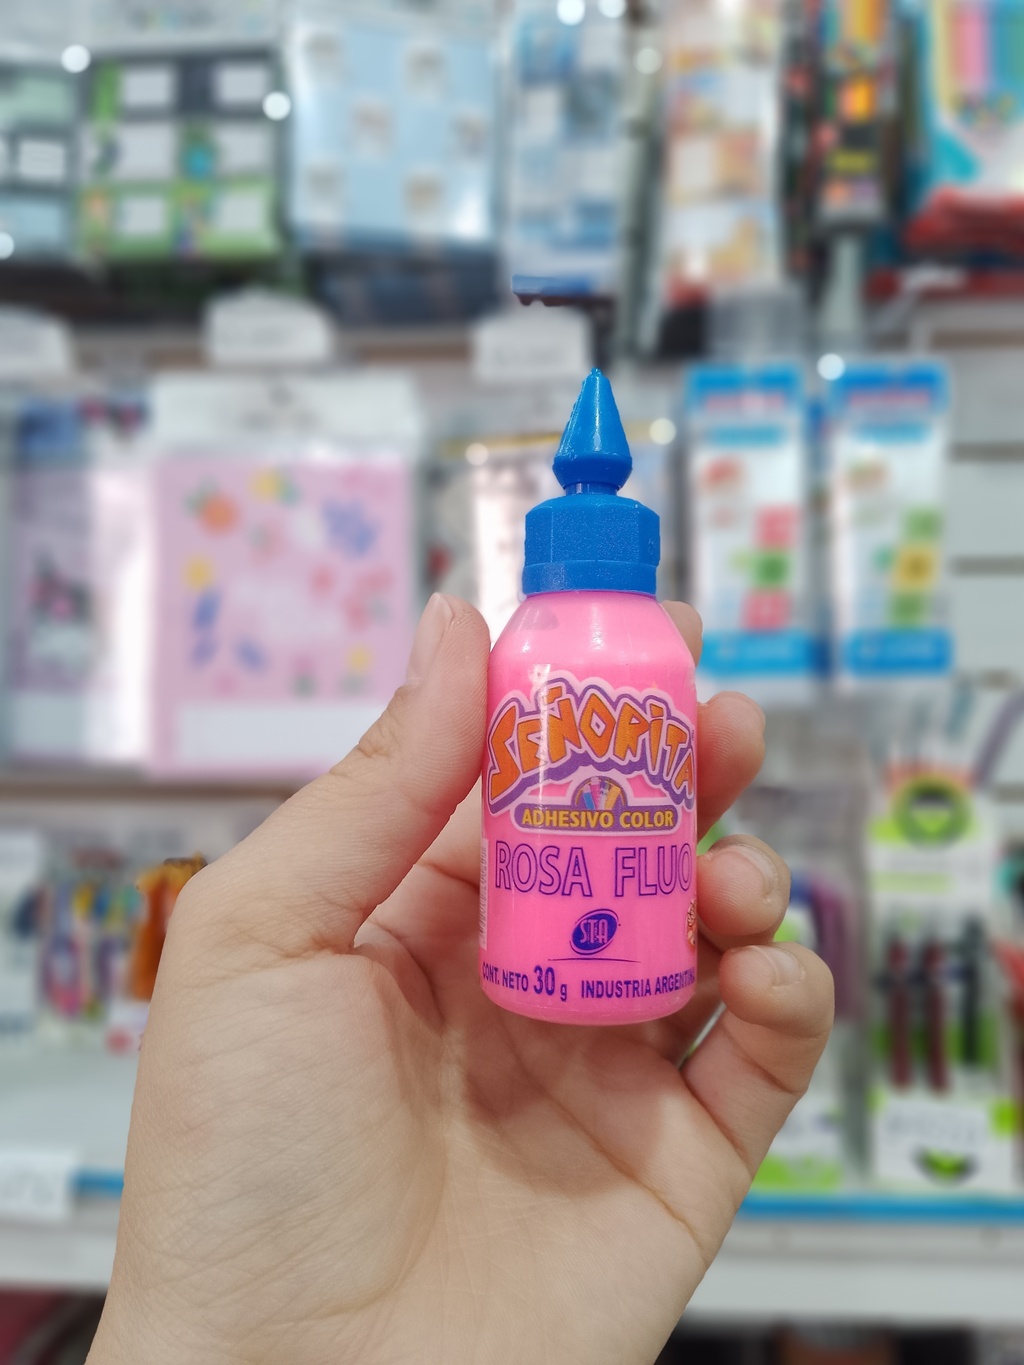 SEÑORITA
ADHESIVO COLOR
ROSA FLUO
STA
CONT. NETO 30 g INDUSTRIA ARGENTINA